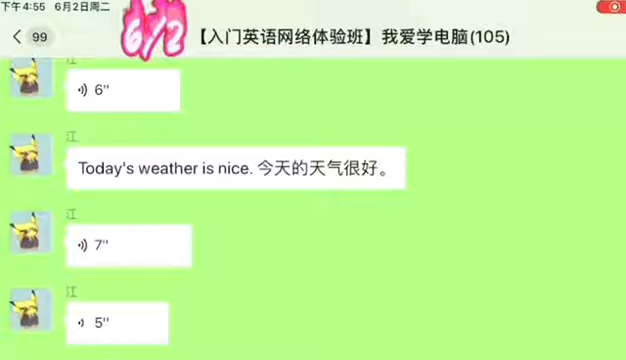 下午4:55 6月2日周二
6/2
99
【入门英语网络体验班】我爱学电脑(105)
江
6"
江
Today's weather is nice. 今天的天气很好。
江
7"
江
5"